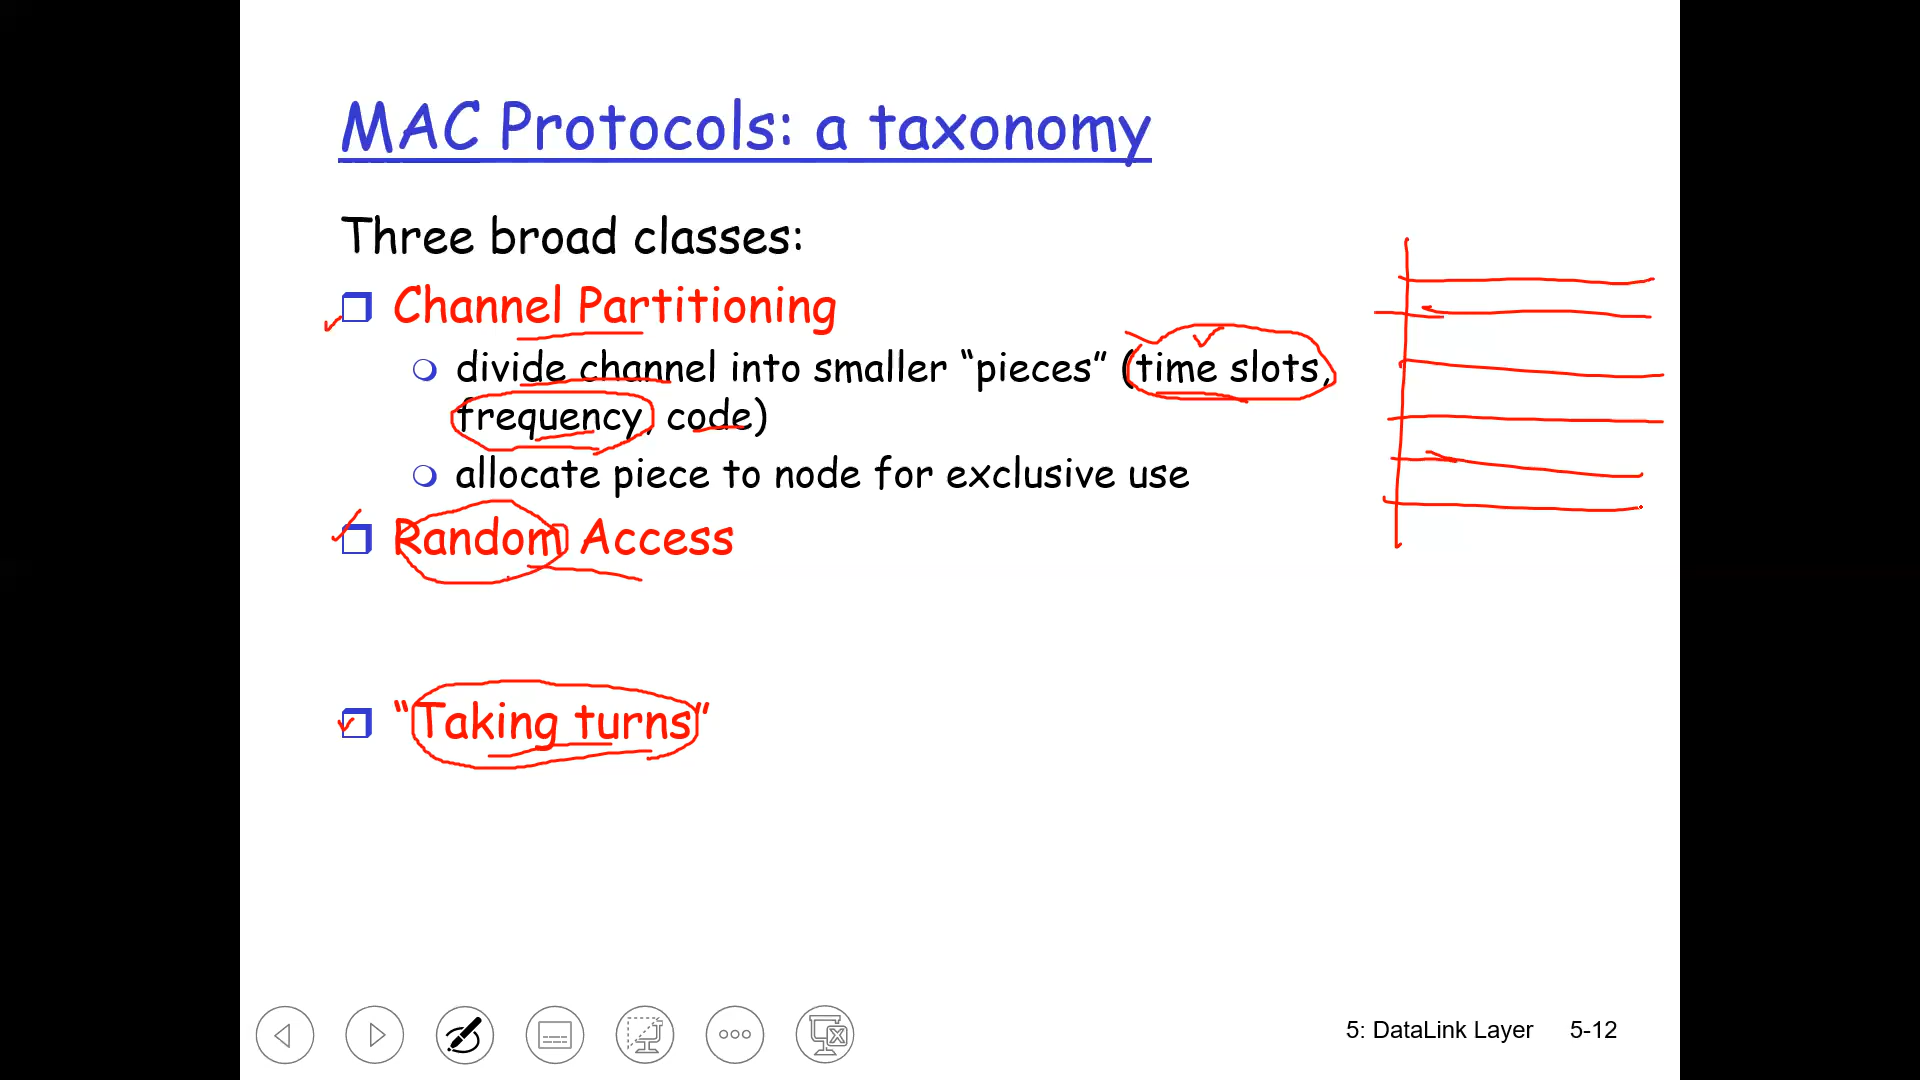 MAC Protocols: a taxonomy
Three broad classes:
Channel Partitioning
divide channel into smaller “pieces” (time slots,
frequency, code)
allocate piece to node for exclusive use
Random Access
“Taking turns”
5: DataLink Layer 5-12